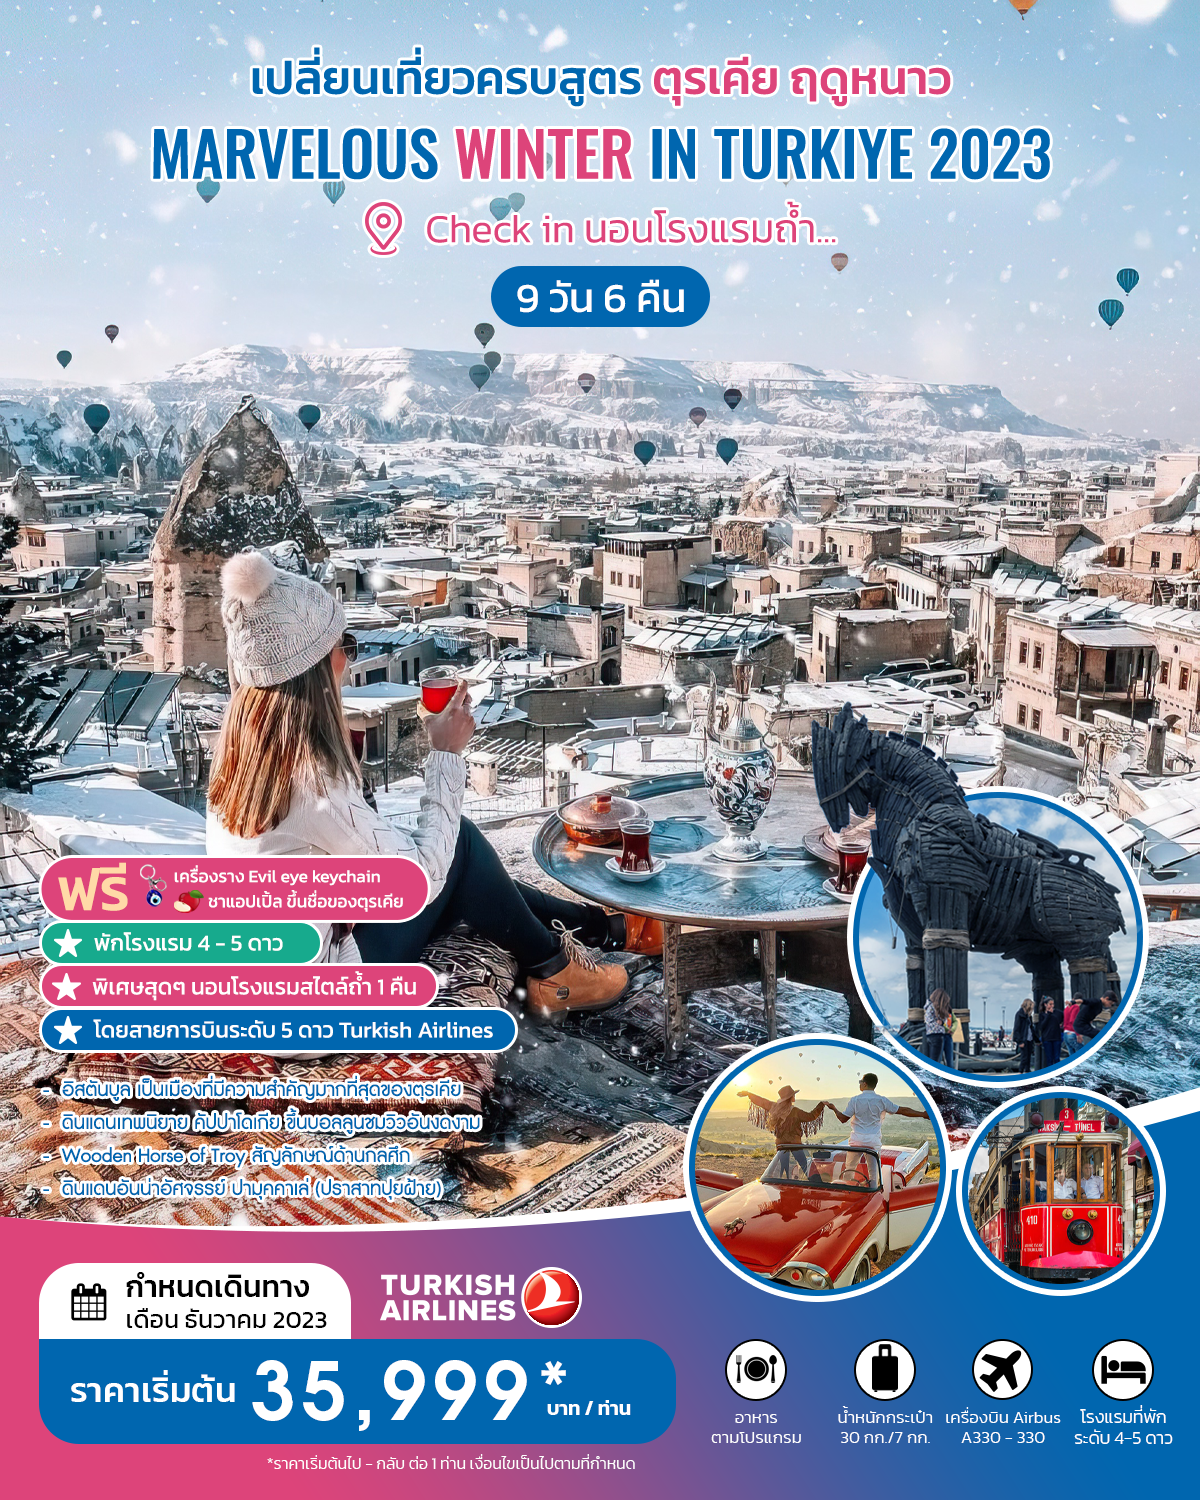 เปลี่ยนเที่ยวครบสูตร ตุรเคีย ฤดูหนาว
MARVELOUS WINTER IN TURKIYE 2023
Check in นอนโรงแรมถ้ำ...
9 วัน 6 คืน
ฟรี เครื่องราง Evil eye keychain
ชาแอปเปิ้ล ขึ้นชื่อของตุรเคีย
พักโรงแรม 4 - 5 ดาว
พิเศษสุดๆ นอนโรงแรมสไตล์ถ้ำ 1 คืน
โดยสายการบินระดับ 5 ดาว Turkish Airlines
- อิสตันบูล เป็นเมืองที่มีความสำคัญมากที่สุดของตุรเคีย
- ดินแดนเทพนิยาย คัปปาโดเกีย ขึ้นบอลลูนชมวิวอันงดงาม
- Wooden Horse of Troy สัญลักษณ์ด้านกลศึก
- ดินแดนอันน่าอัศจรรย์ ปามุคคาเล่ (ปราสาทปุยฝ้าย)
3
TÜNEL
410
กำหนดเดินทาง
เดือน ธันวาคม 2023
TURKISH
AIRLINES
ราคาเริ่มต้น 35,999* บาท / ท่าน
*ราคาเริ่มต้นไป - กลับ ต่อ 1 ท่าน เงื่อนไขเป็นไปตามที่กำหนด
อาหาร
ตามโปรแกรม
น้ำหนักกระเป๋า
30 กก./7 กก.
เครื่องบิน Airbus
A330 - 330
โรงแรมที่พัก
ระดับ 4-5 ดาว